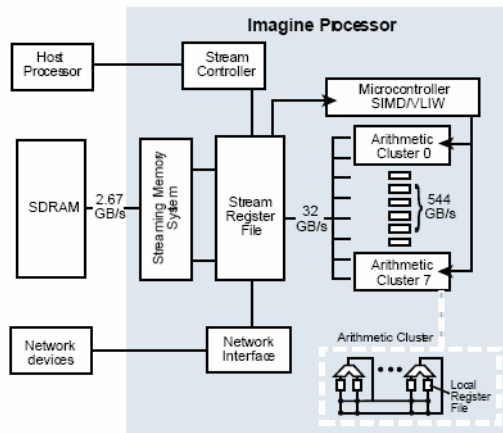 Imagine Processor
Host
Processor
Stream
Controller
Microcontroller
SIMD/VLIW
SDRAM
2.67
GB/s
Streaming Memory
System
Stream
Register
File
32
GB/s
Arithmetic
Cluster 0
544
GB/s
Arithmetic
Cluster 7
Network
devices
Network
Interface
Arithmetic Cluster
Local
Register
File